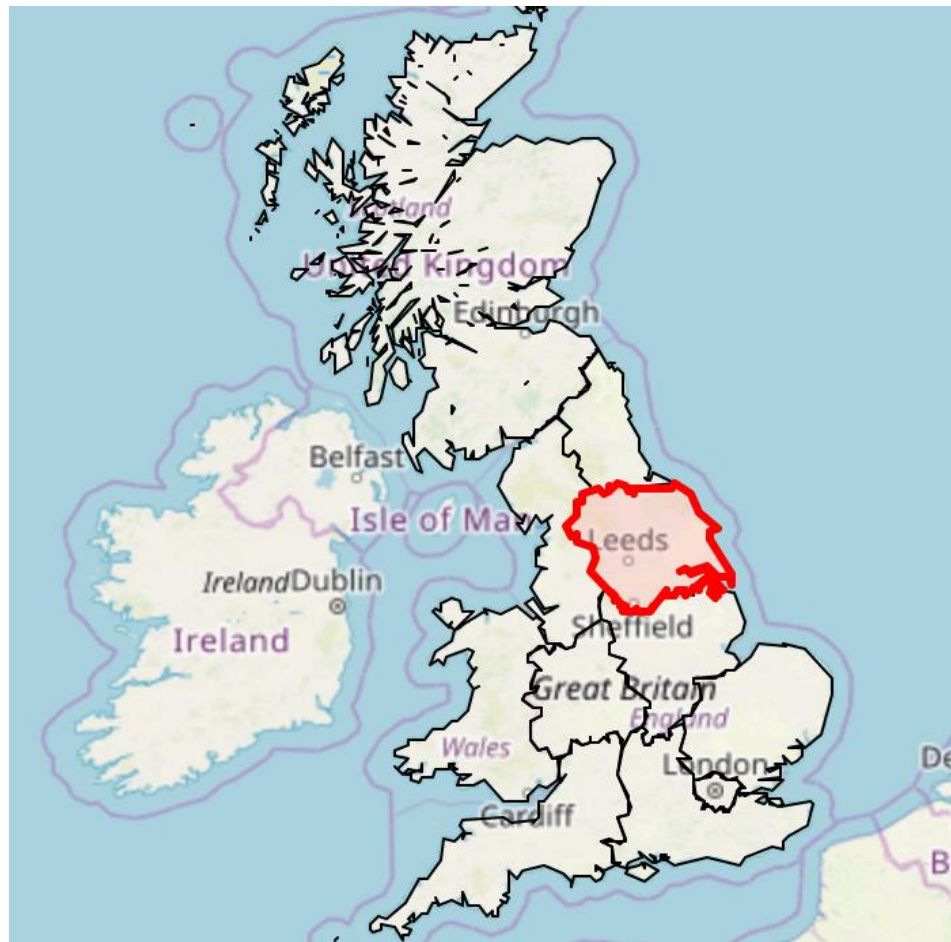 Scotland
United Kingdom
Edinburgh
Belfast
Isle of Man
Leeds
Ireland Dublin
Ireland
Sheffield
Great Britain
England
Wales
London
De
Cardiff
B